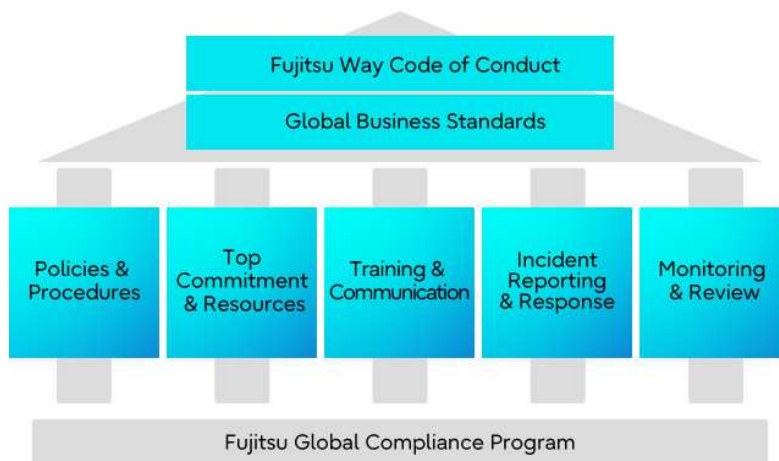 Fujitsu Way Code of Conduct
Global Business Standards
Policies &
Procedures
Top
Commitment
& Resources
Training &
Communication
Incident
Reporting
& Response
Monitoring
& Review
Fujitsu Global Compliance Program